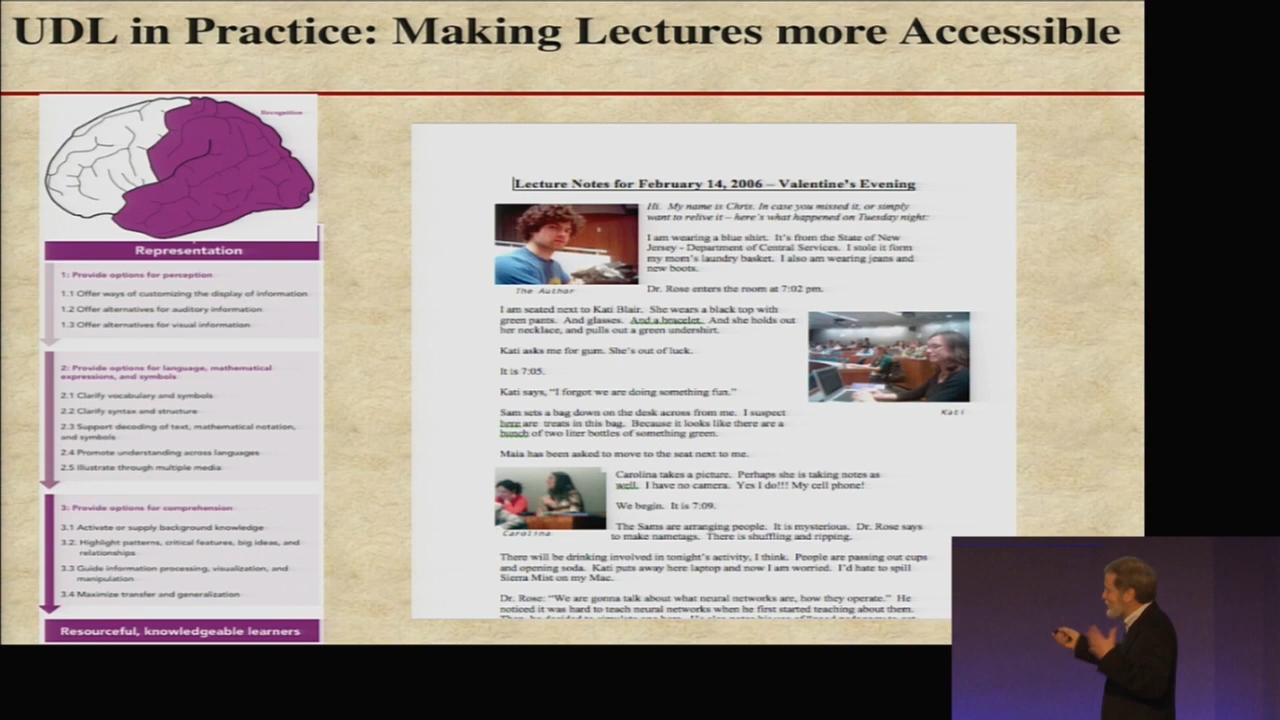 UDL in Practice: Making Lectures more Accessible
Recognition
Representation
1: Provide options for perception
1.1 Offer ways of customizing the display of information
1.2 Offer alternatives for auditory information
1.3 Offer alternatives for visual information
2: Provide options for language, mathematical
expressions, and symbols
2.1 Clarify vocabulary and symbols
2.2 Clarify syntax and structure
2.3 Support decoding of text, mathematical notation,
and symbols
2.4 Promote understanding across languages
2.5 Illustrate through multiple media
3: Provide options for comprehension
3.1 Activate or supply background knowledge
3.2. Highlight patterns, critical features, big ideas, and
relationships
3.3 Guide information processing, visualization, and
manipulation
3.4 Maximize transfer and generalization
Resourceful, knowledgeable learners
Lecture Notes for February 14, 2006 – Valentine's Evening
Hi. My name is Chris. In case you missed it, or simply
want to relive it – here's what happened on Tuesday night:
I am wearing a blue shirt. It's from the State of New
Jersey - Department of Central Services. I stole it form
my mom's laundry basket. I also am wearing jeans and
new boots.
The Author
Dr. Rose enters the room at 7:02 pm.
I am seated next to Kati Blair. She wears a black top with
green pants. And glasses. And a bracelet. And she holds out
her necklace, and pulls out a green undershirt.
Kati asks me for gum. She's out of luck.
It is 7:05.
Kati says, "I forgot we are doing something fun."
Kati
Sam sets a bag down on the desk across from me. I suspect
here are treats in this bag. Because it looks like there are a
bunch of two liter bottles of something green.
Maia has been asked to move to the seat next to me.
Carolina takes a picture. Perhaps she is taking notes as
well. I have no camera. Yes I do!!! My cell phone!
We begin. It is 7:09.
Carolina
The Sams are arranging people. It is mysterious. Dr. Rose says
to make nametags. There is shuffling and ripping.
There will be drinking involved in tonight's activity, I think. People are passing out cups
and opening soda. Kati puts away here laptop and now I am worried. I'd hate to spill
Sierra Mist on my Mac.
Dr. Rose: "We are gonna talk about what neural networks are, how they operate." He
noticed it was hard to teach neural networks when he first started teaching about them.